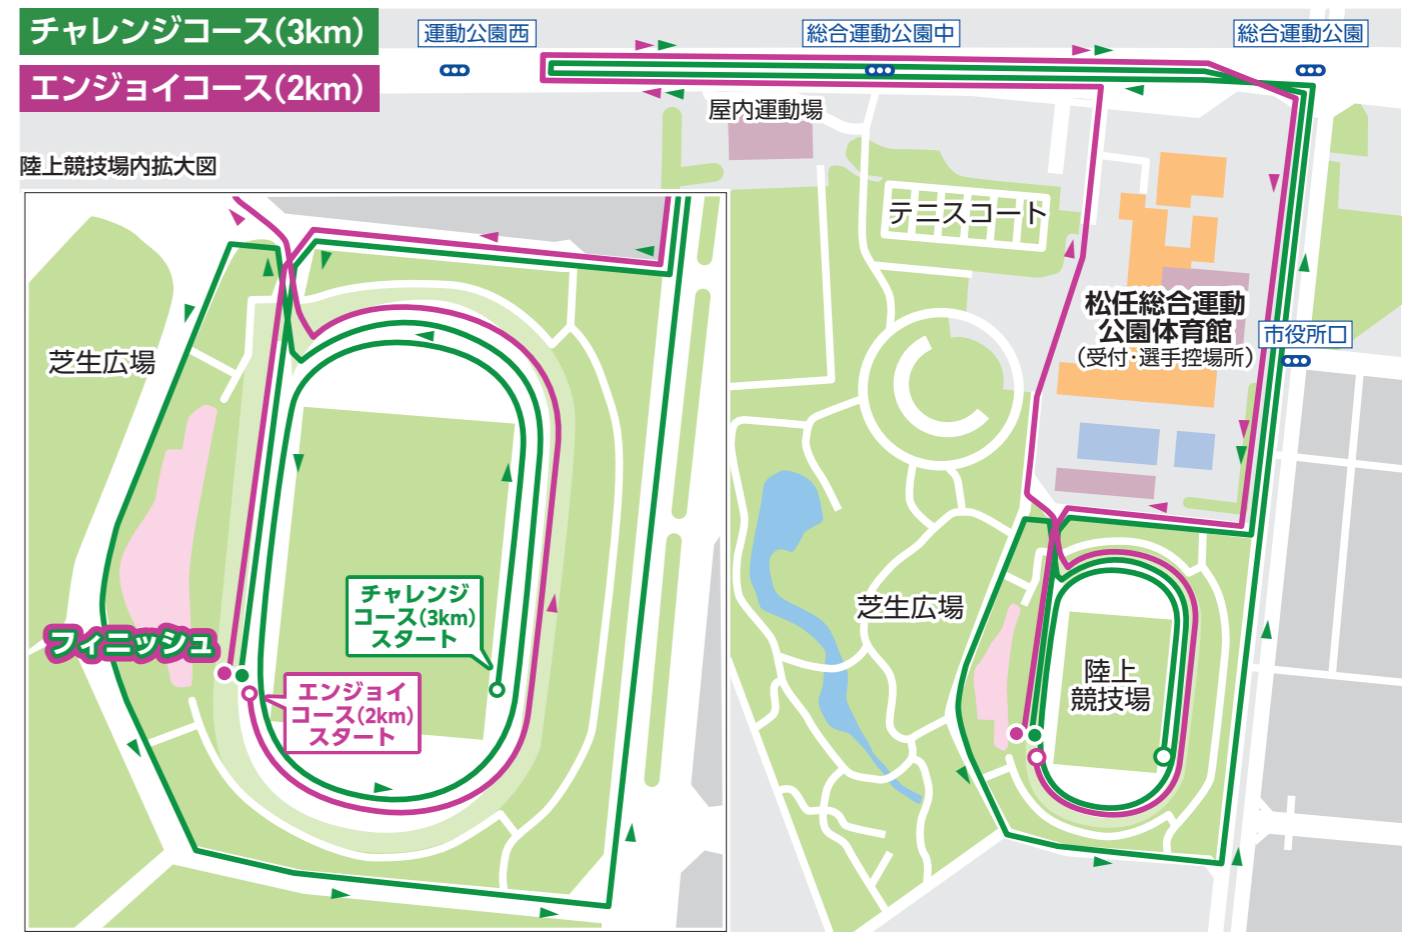 チャレンジコース(3km)
エンジョイコース(2km)
運動公園西
総合運動公園中
総合運動公園
屋内運動場
陸上競技場内拡大図
テニスコート
松任総合運動
公園体育館
(受付・選手控場所)
市役所口
芝生広場
フィニッシュ
チャレンジ
コース(3km)
スタート
エンジョイ
コース(2km)
スタート
芝生広場
陸上
競技場